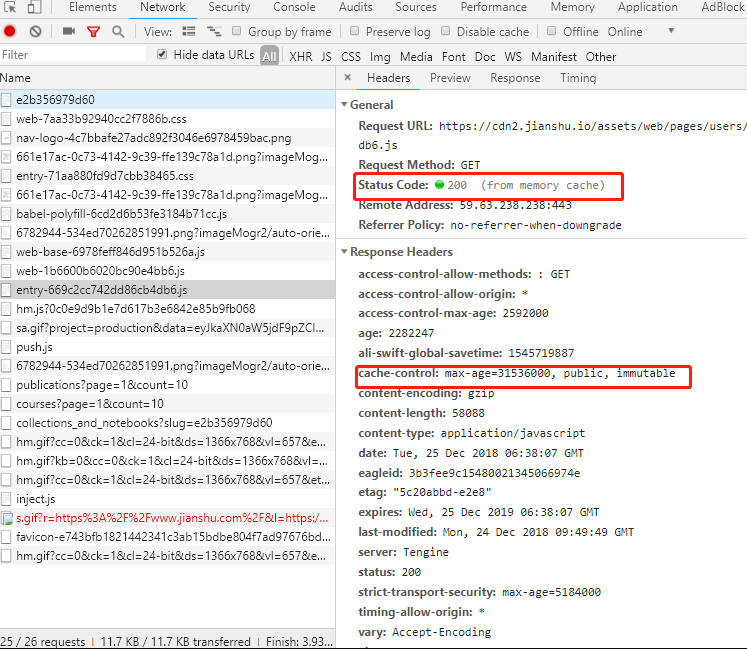 Elements Network Security Console Audits Sources Performance Memory Application AdBlock
View: Group by frame Preserve log Disable cache Offline Online
Filter Hide data URLs All XHR JS CSS Img Media Font Doc WS Manifest Other
Name
e2b356979d60
web-7aa33b92940cc2f7886b.css
nav-logo-4c7bbafe27adc892f3046e6978459bac.png
661e17ac-0c73-4142-9c39-ffe139c78a1d.png?imageMog...
entry-71aa880fd9d7cbb38465.css
661e17ac-0c73-4142-9c39-ffe139c78a1d.png?imageMog...
babel-polyfill-6cd2d6b53fe3184b71cc.js
6782944-534ed70262851991.png?imageMogr2/auto-orie...
web-base-6978feff846d951b526a.js
web-1b6600b6020bc90e4bb6.js
entry-669c2cc742dd86cb4db6.js
hm.js?0c0e9d9b1e7d617b3e6842e85b9fb068
sa.gif?project=production&data=eyJkaXN0aW5jdF9pZCI...
push.js
6782944-534ed70262851991.png?imageMogr2/auto-orie...
publications?page=1&count=10
courses?page=1&count=10
collections_and_notebooks?slug=e2b356979d60
hm.gif?cc=0&ck=1&cl=24-bit&ds=1366x768&vl=657&e...
hm.gif?kb=0&cc=0&ck=1&cl=24-bit&ds=1366x768&vl=...
hm.gif?cc=0&ck=1&cl=24-bit&ds=1366x768&vl=657&et...
inject.js
s.gif?r=https%3A%2F%2Fwww.jianshu.com%2F&l=https:/...
favicon-e743bfb1821442341c3ab15bdbe804f7ad97676bd...
hm.gif?cc=0&ck=1&cl=24-bit&ds=1366x768&vl=657&e...
25 / 26 requests | 11.7 KB / 11.7 KB transferred | Finish: 3.93...
× Headers Preview Response Timing
General
Request URL: https://cdn2.jianshu.io/assets/web/pages/users/
db6.js
Request Method: GET
Status Code: 200 (from memory cache)
Remote Address: 59.63.238.238:443
Referrer Policy: no-referrer-when-downgrade
Response Headers
access-control-allow-methods: : GET
access-control-allow-origin: *
access-control-max-age: 2592000
age: 2282247
ali-swift-global-savetime: 1545719887
cache-control: max-age=31536000, public, immutable
content-encoding: gzip
content-length: 58088
content-type: application/javascript
date: Tue, 25 Dec 2018 06:38:07 GMT
eagleid: 3b3fee9c15480021345066974e
etag: "5c20abbd-e2e8"
expires: Wed, 25 Dec 2019 06:38:07 GMT
last-modified: Mon, 24 Dec 2018 09:49:49 GMT
server: Tengine
status: 200
strict-transport-security: max-age=5184000
timing-allow-origin: *
vary: Accept-Encoding